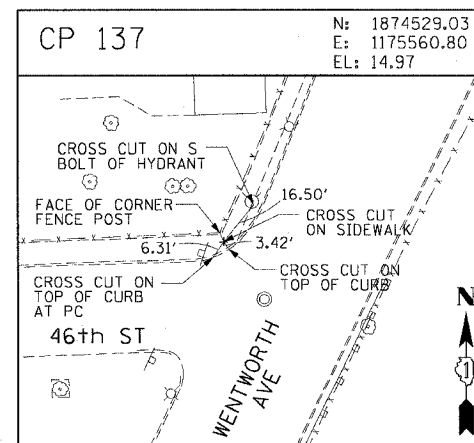 CP 137
N: 1874529.03
E: 1175560.80
EL: 14.97
CROSS CUT ON S
BOLT OF HYDRANT
16.50'
FACE OF CORNER
FENCE POST
CROSS CUT
ON SIDEWALK
6.31'
3.42'
CROSS CUT ON
TOP OF CURB
AT PC
CROSS CUT ON
TOP OF CURB
46th ST
WENTWORTH
AVE
N
1